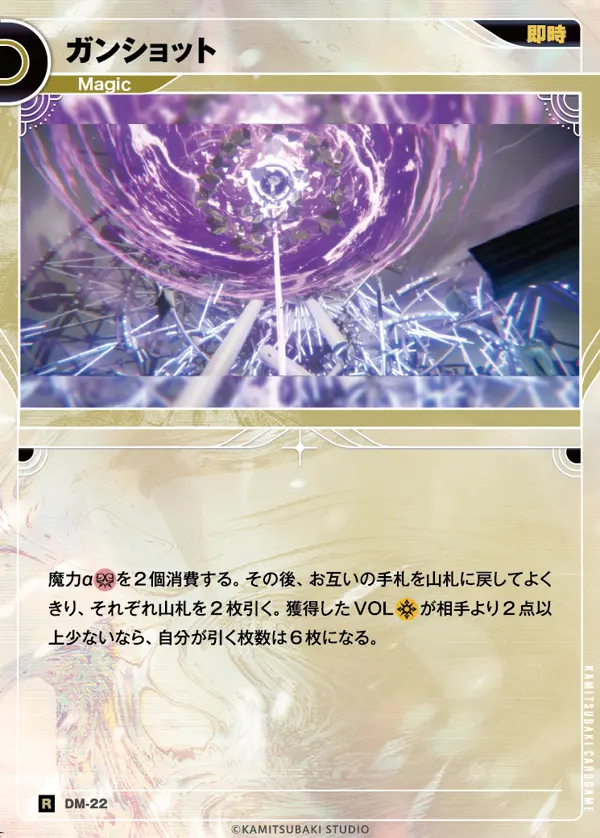 即時
ガンショット
Magic
魔力αを2個消費する。その後、お互いの手札を山札に戻してよく
きり、それぞれ山札を2枚引く。獲得したVOLが相手より2点以
上少ないなら、自分が引く枚数は6枚になる。
KAMITSUBAKI CARDGAME
R DM-22
©KAMITSUBAKI STUDIO